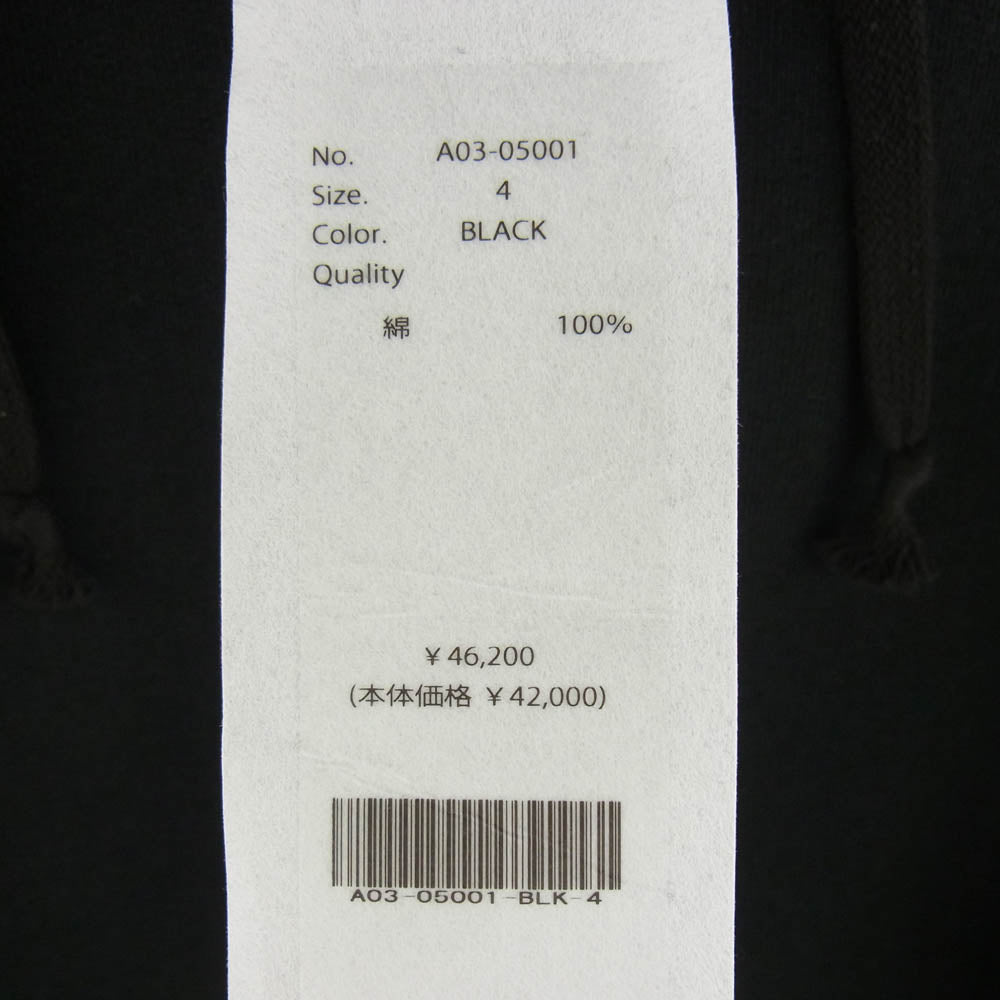 No. A03-05001
Size. 4
Color. BLACK
Quality
綿 100%
¥46,200
(本体価格 ¥42,000)
A03-05001-BLK-4